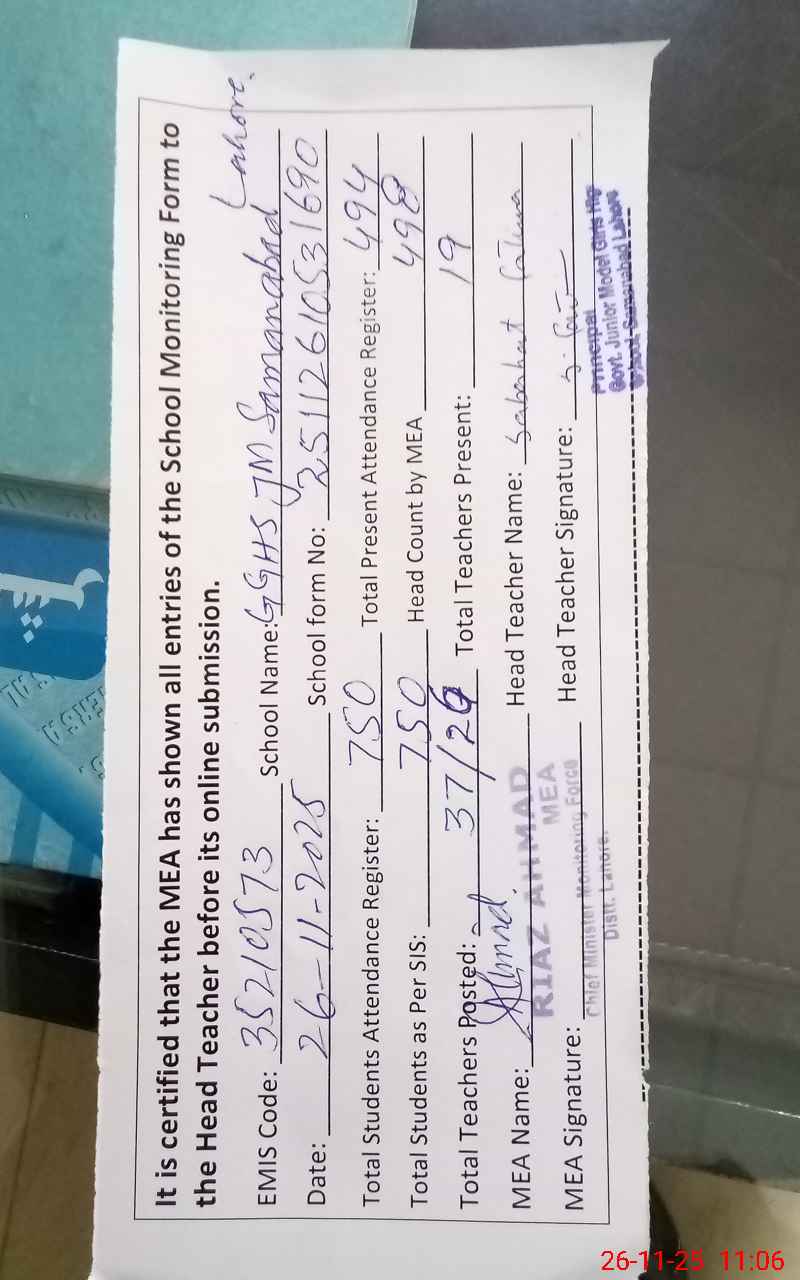 It is certified that the MEA has shown all entries of the School Monitoring Form to
the Head Teacher before its online submission.
EMIS Code: 35210573 School Name: GGHS JM Samanabad Lahore.
Date: 26-11-2025 School form No: 25112610531690
Total Students Attendance Register: 750 Total Present Attendance Register: 494
Total Students as Per SIS: 750 Head Count by MEA 498
Total Teachers Posted: 37/26 Total Teachers Present: 19
MEA Name: Ahmad. Head Teacher Name: Sabahat Fatima
RIAZ AHMAD
MEA
MEA Signature: Head Teacher Signature:
Chief Minister Monitoring Force
Distt. Lahore.
Principal
Govt. Junior Model Girls Hig
School Samanabad Lahore
26-11-25 11:06